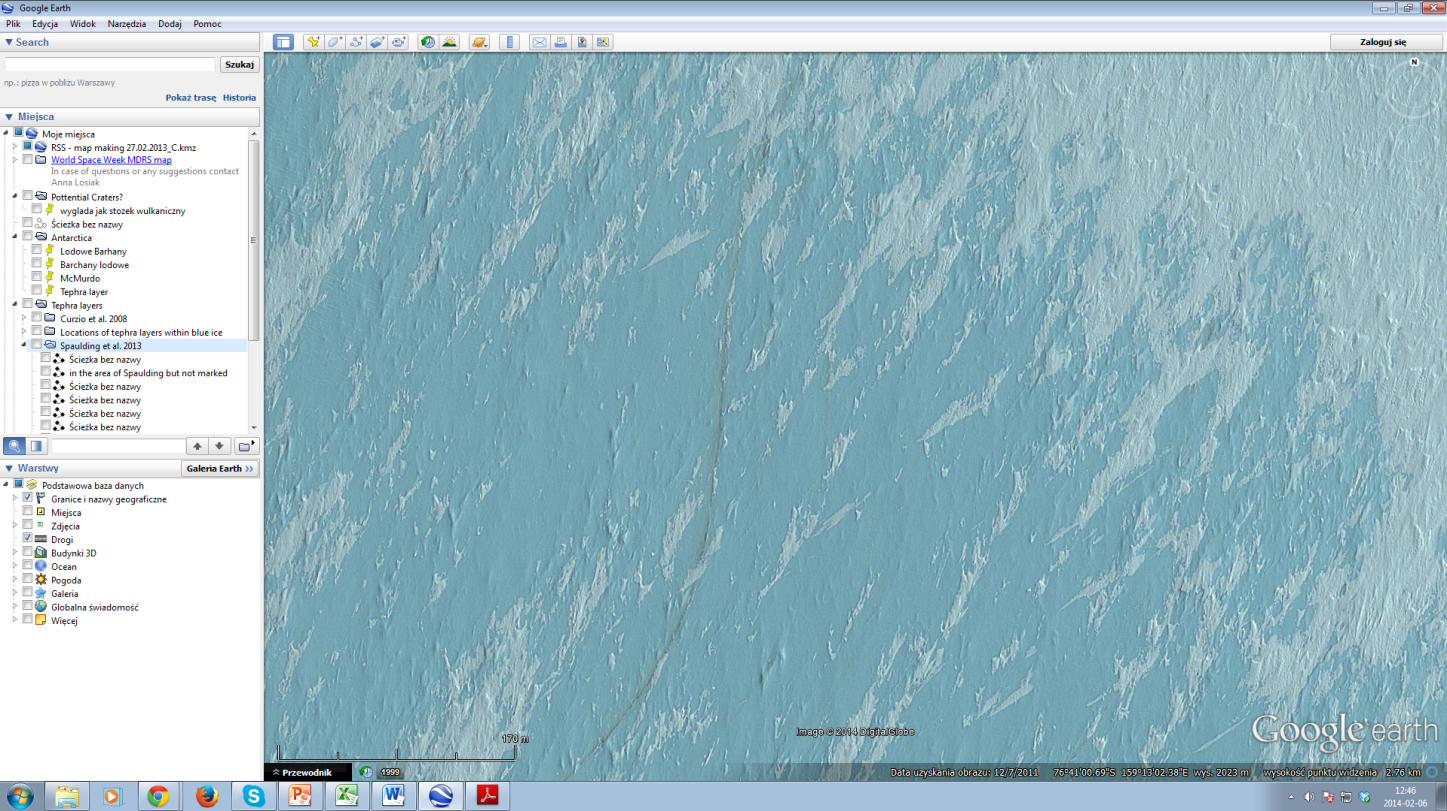 Google Earth
Plik Edycja Widok Narzędzia Dodaj Pomoc
Search
Szukaj
np.: pizza w pobliżu Warszawy
Pokaż trasę Historia
Miejsca
Moje miejsca
RSS - map making 27.02.2013_C.kmz
World Space Week MDRS map
In case of questions or any suggestions contact
Anna Losiak
Pottential Craters?
wyglada jak stozek wulkaniczny
Ścieżka bez nazwy
Antarctica
Lodowe Barhany
Barchany lodowe
McMurdo
Tephra layer
Tephra layers
Curzio et al. 2008
Locations of tephra layers within blue ice
Spaulding et al. 2013
Ścieżka bez nazwy
in the area of Spaulding but not marked
Ścieżka bez nazwy
Ścieżka bez nazwy
Ścieżka bez nazwy
Ścieżka bez nazwy
Warstwy
Galeria Earth >>
Podstawowa baza danych
Granice i nazwy geograficzne
Miejsca
Zdjęcia
Drogi
Budynki 3D
Ocean
Pogoda
Galeria
Globalna świadomość
Więcej
Zaloguj się
N
170 m
Image © 2014 DigitalGlobe
Google earth
Przewodnik
1999
Data uzyskania obrazu: 12/7/2011 76°41'00.69"S 159°13'02.38"E wys. 2023 m wysokość punktu widzenia 2.76 km
12:46
2014-02-06